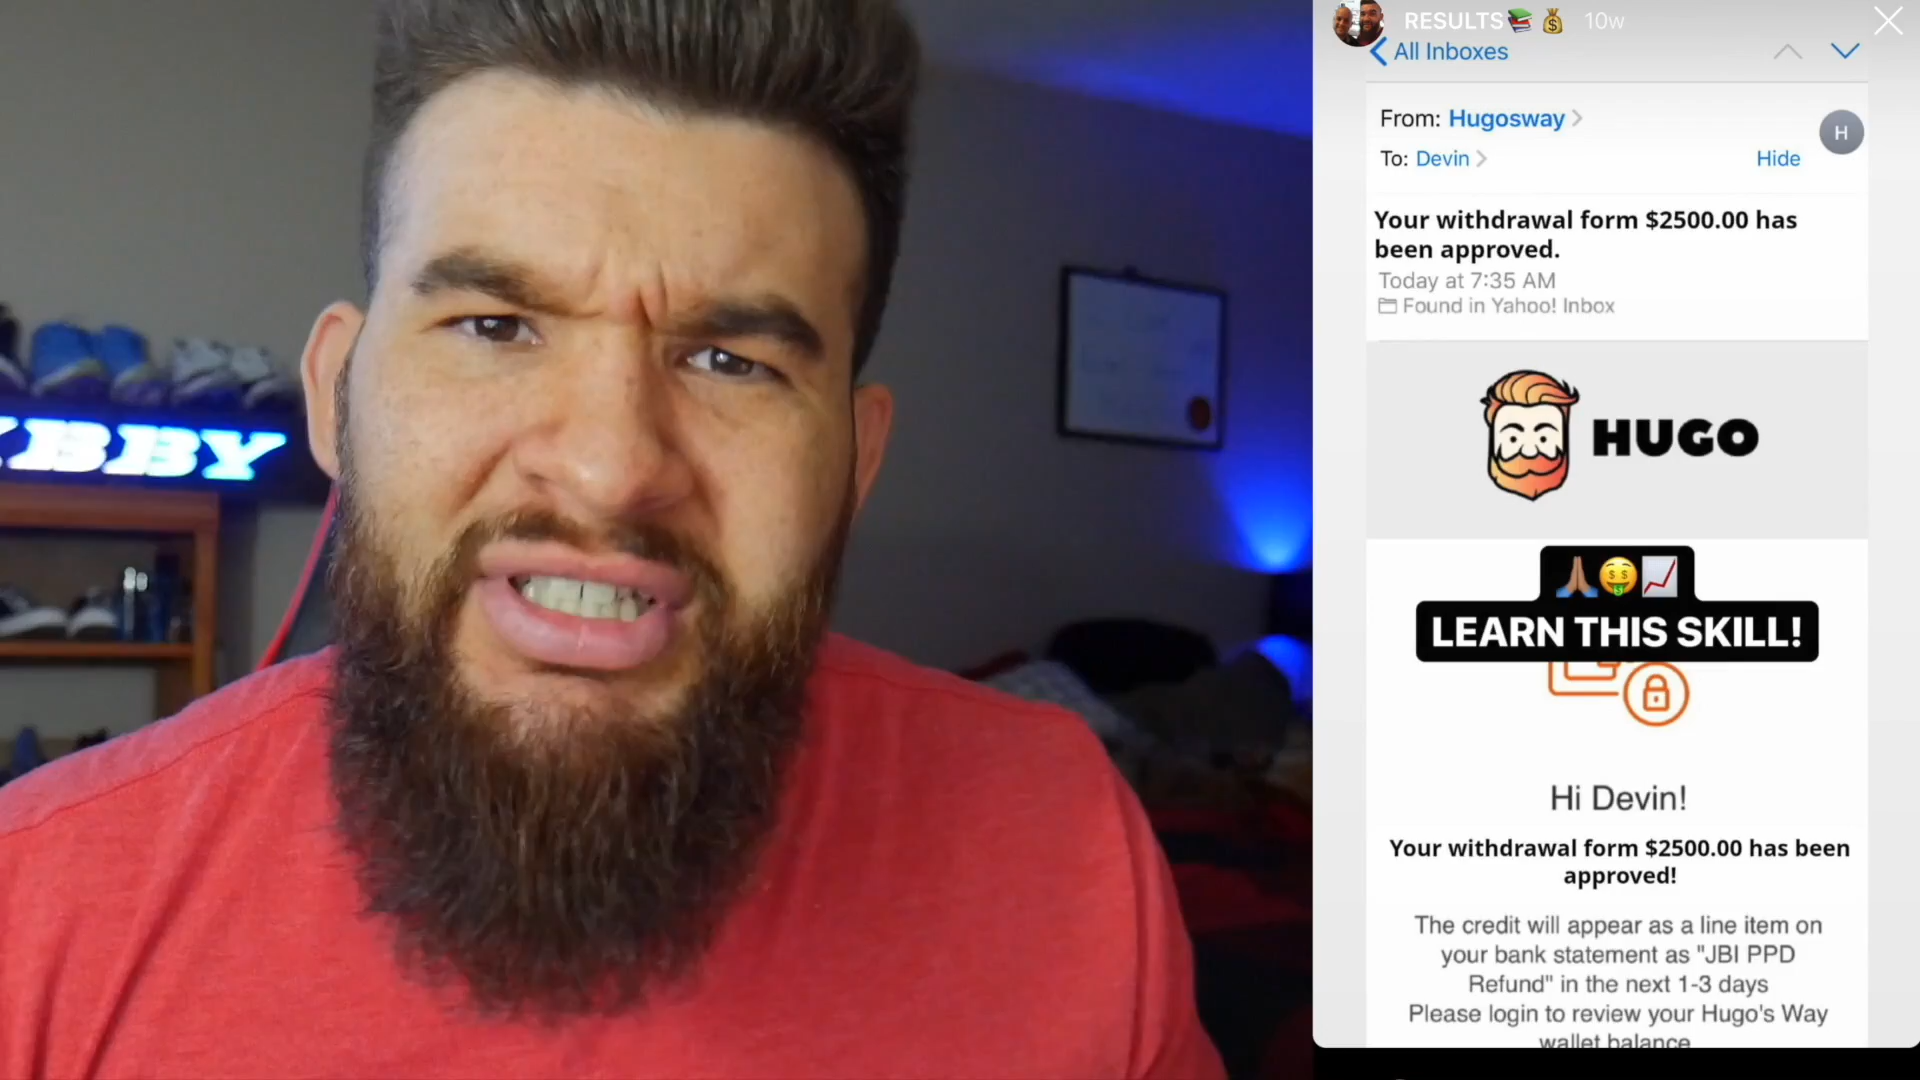 BBY
RESULTS📚💰 10w
All Inboxes
From: Hugosway
H
To: Devin
Hide
Your withdrawal form $2500.00 has
been approved.
Today at 7:35 AM
Found in Yahoo! Inbox
HUGO
🙏🏽🤑📈
LEARN THIS SKILL!
Hi Devin!
Your withdrawal form $2500.00 has been
approved!
The credit will appear as a line item on
your bank statement as "JBI PPD
Refund" in the next 1-3 days
Please login to review your Hugo's Way
wallet balance